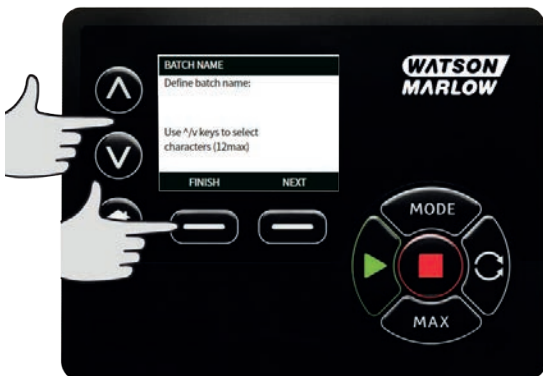 BATCH NAME
Define batch name:
Use ^/v keys to select
characters (12max)
FINISH NEXT
WATSON
MARLOW
MODE
MAX